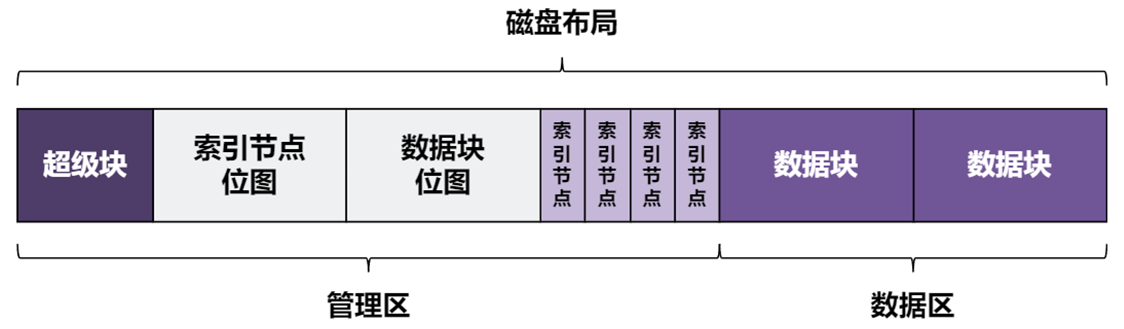 磁盘布局
超级块
索引节点
位图
数据块
位图
索引节点
索引节点
索引节点
索引节点
数据块
数据块
管理区
数据区